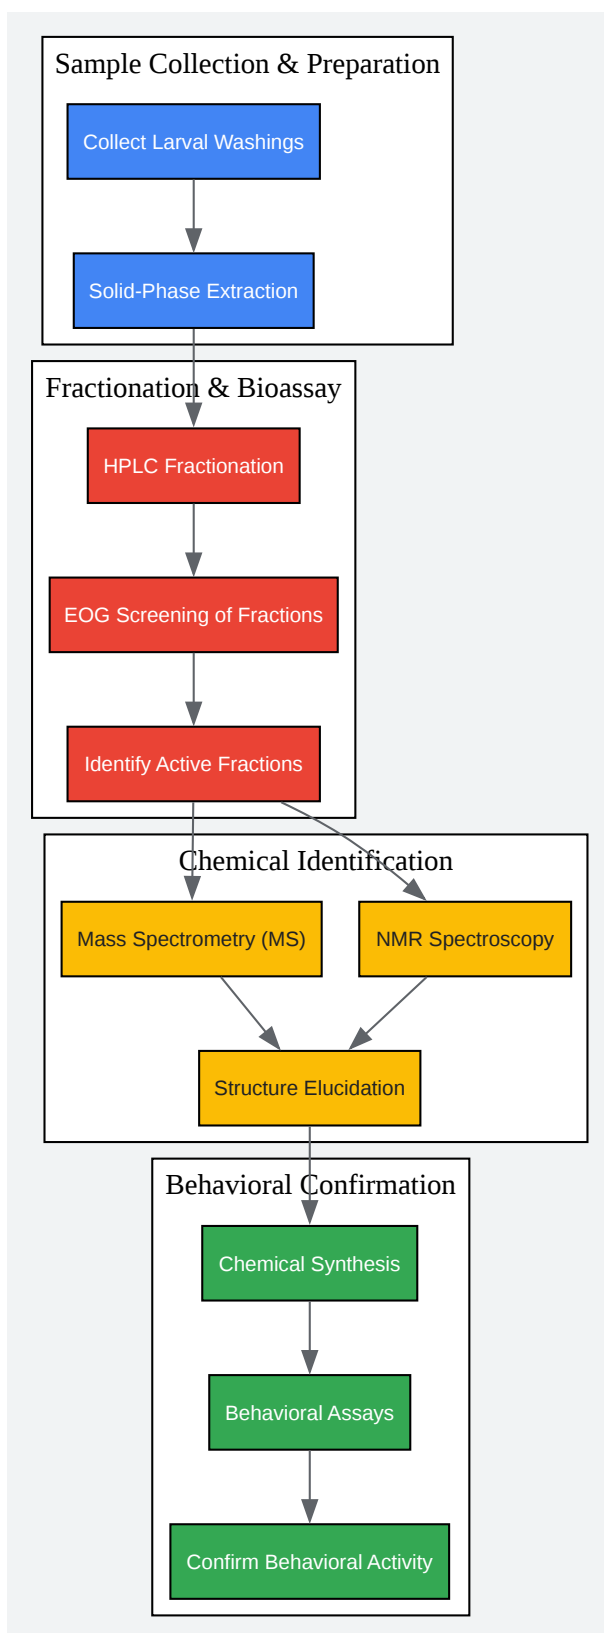 Sample Collection & Preparation
Collect Larval Washings
Solid-Phase Extraction
Fractionation & Bioassay
HPLC Fractionation
EOG Screening of Fractions
Identify Active Fractions
Chemical Identification
Mass Spectrometry (MS)
NMR Spectroscopy
Structure Elucidation
Behavioral Confirmation
Chemical Synthesis
Behavioral Assays
Confirm Behavioral Activity